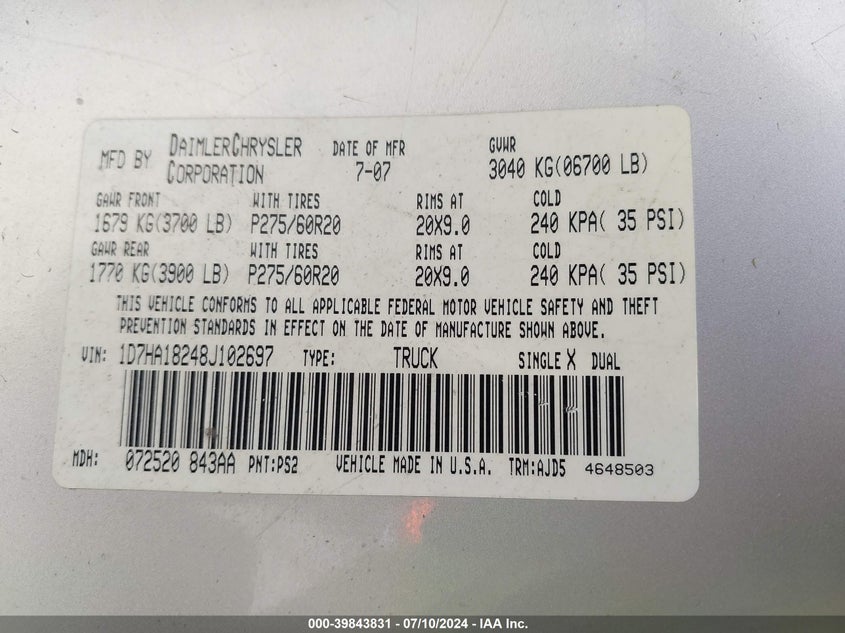 MFD BY DAIMLERCHRYSLER CORPORATION DATE OF MFR 7-07 GVWR 3040 KG(06700 LB)
GAWR FRONT WITH TIRES RIMS AT COLD
1679 KG(3700 LB) P275/60R20 20X9.0 240 KPA( 35 PSI)
GAWR REAR WITH TIRES RIMS AT COLD
1770 KG(3900 LB) P275/60R20 20X9.0 240 KPA( 35 PSI)
THIS VEHICLE CONFORMS TO ALL APPLICABLE FEDERAL MOTOR VEHICLE SAFETY AND THEFT
PREVENTION STANDARDS IN EFFECT ON THE DATE OF MANUFACTURE SHOWN ABOVE.
VIN: 1D7HA18248J102697 TYPE: TRUCK SINGLE X DUAL
MDH: 072520 843AA PNT:PS2 VEHICLE MADE IN U.S.A. TRM:AJD5 4648503
000-39843831 - 07/10/2024 - IAA Inc.